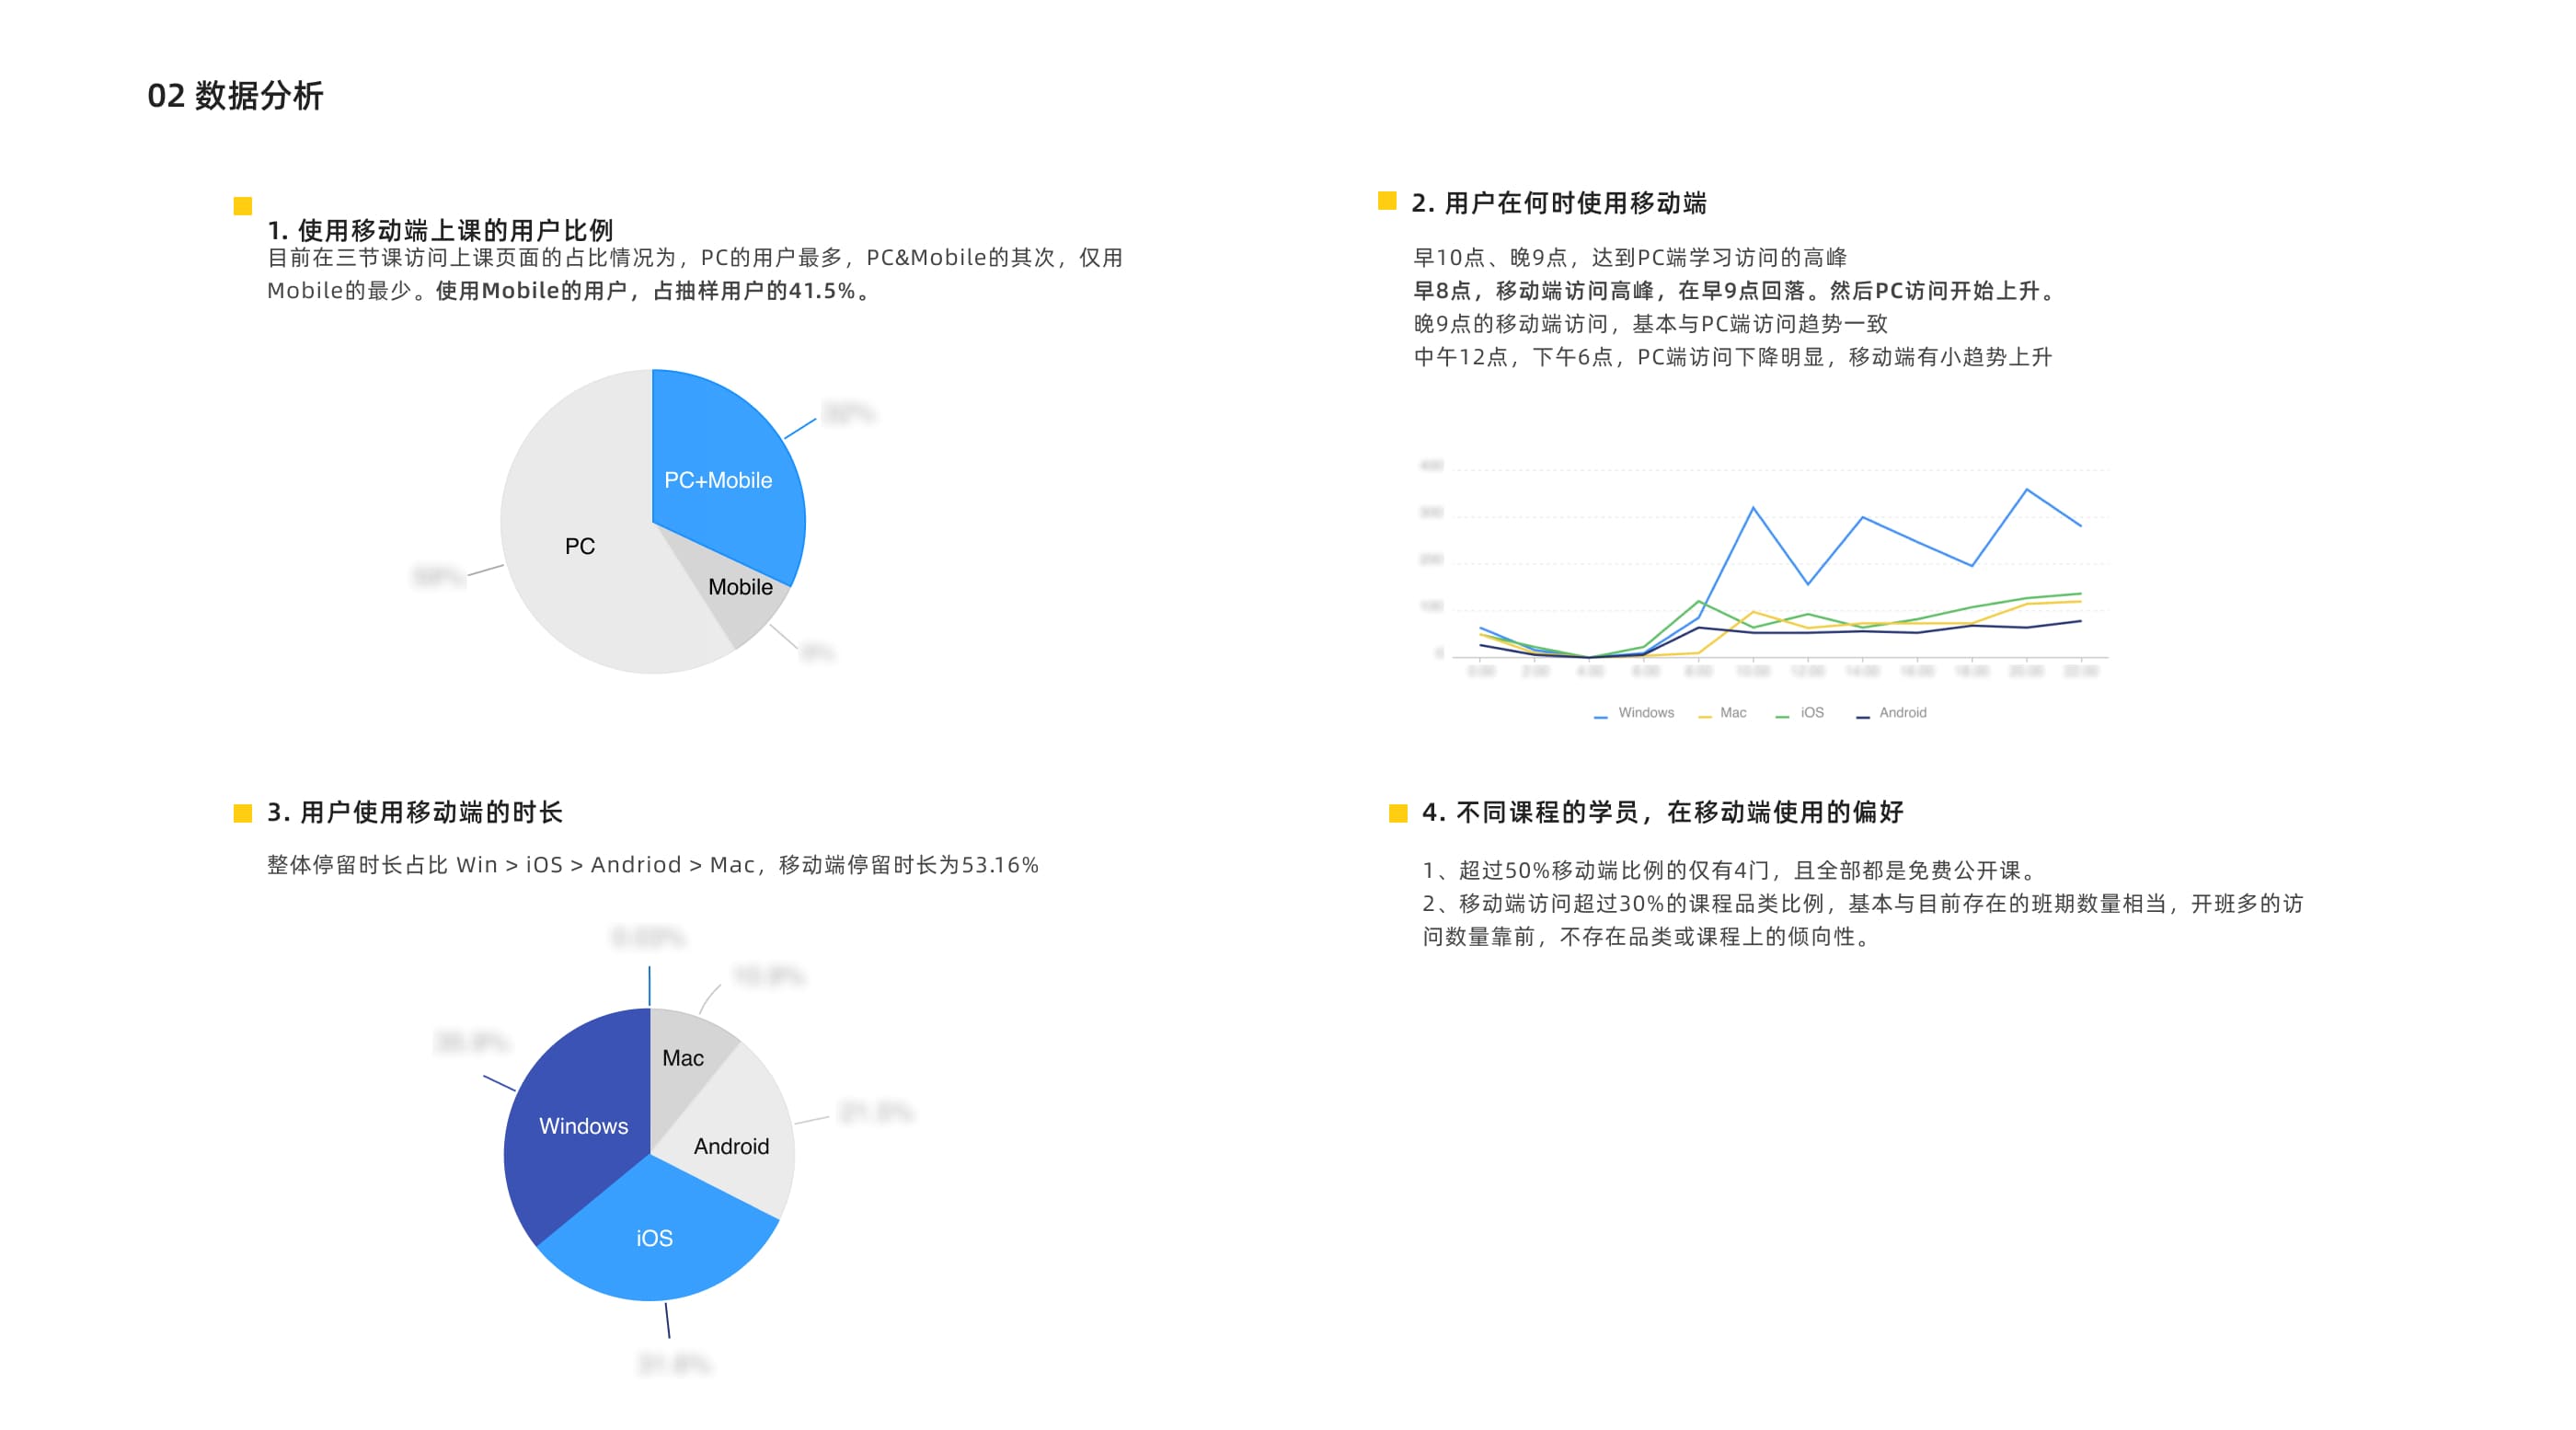 02 数据分析
1. 使用移动端上课的用户比例
目前在三节课访问上课页面的占比情况为，PC的用户最多，PC&Mobile的其次，仅用
Mobile的最少。使用Mobile的用户，占抽样用户的41.5%。
PC+Mobile
PC
Mobile
2. 用户在何时使用移动端
早10点、晚9点，达到PC端学习访问的高峰
早8点，移动端访问高峰，在早9点回落。然后PC访问开始上升。
晚9点的移动端访问，基本与PC端访问趋势一致
中午12点，下午6点，PC端访问下降明显，移动端有小趋势上升
Windows
Mac
iOS
Android
3. 用户使用移动端的时长
整体停留时长占比 Win > iOS > Andriod > Mac，移动端停留时长为53.16%
Mac
Windows
Android
iOS
4. 不同课程的学员，在移动端使用的偏好
1、超过50%移动端比例的仅有4门，且全部都是免费公开课。
2、移动端访问超过30%的课程品类比例，基本与目前存在的班期数量相当，开班多的访
问数量靠前，不存在品类或课程上的倾向性。